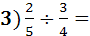 3) 2/5 ÷ 3/4 =